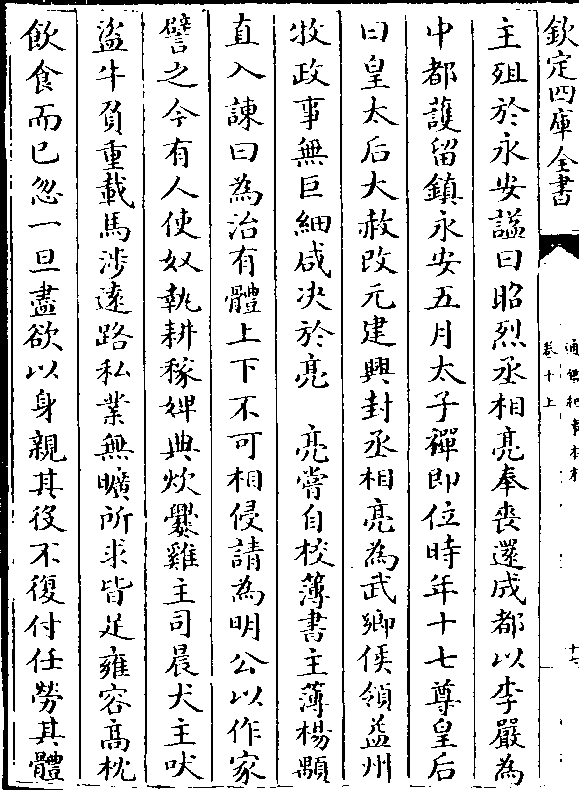 欽定四庫全書
通鑑紀事本末
卷十上
主殂於永安諡曰昭烈丞相亮奉喪還成都以李嚴為
中都護留鎮永安五月太子禪即位時年十七尊皇后
曰皇太后大赦改元建興封丞相亮為武鄉侯領益州
牧政事無巨細咸决於亮　亮嘗自校簿書主薄楊顒
直入諫曰為治有體上下不可相侵請為明公以作家
譬之今有人使奴執耕稼婢典炊爨雞主司晨犬主吠
盜牛負重載馬涉遠路私業無曠所求皆足雍容髙枕
飲食而已忽一旦盡欲以身親其役不復付任勞其體